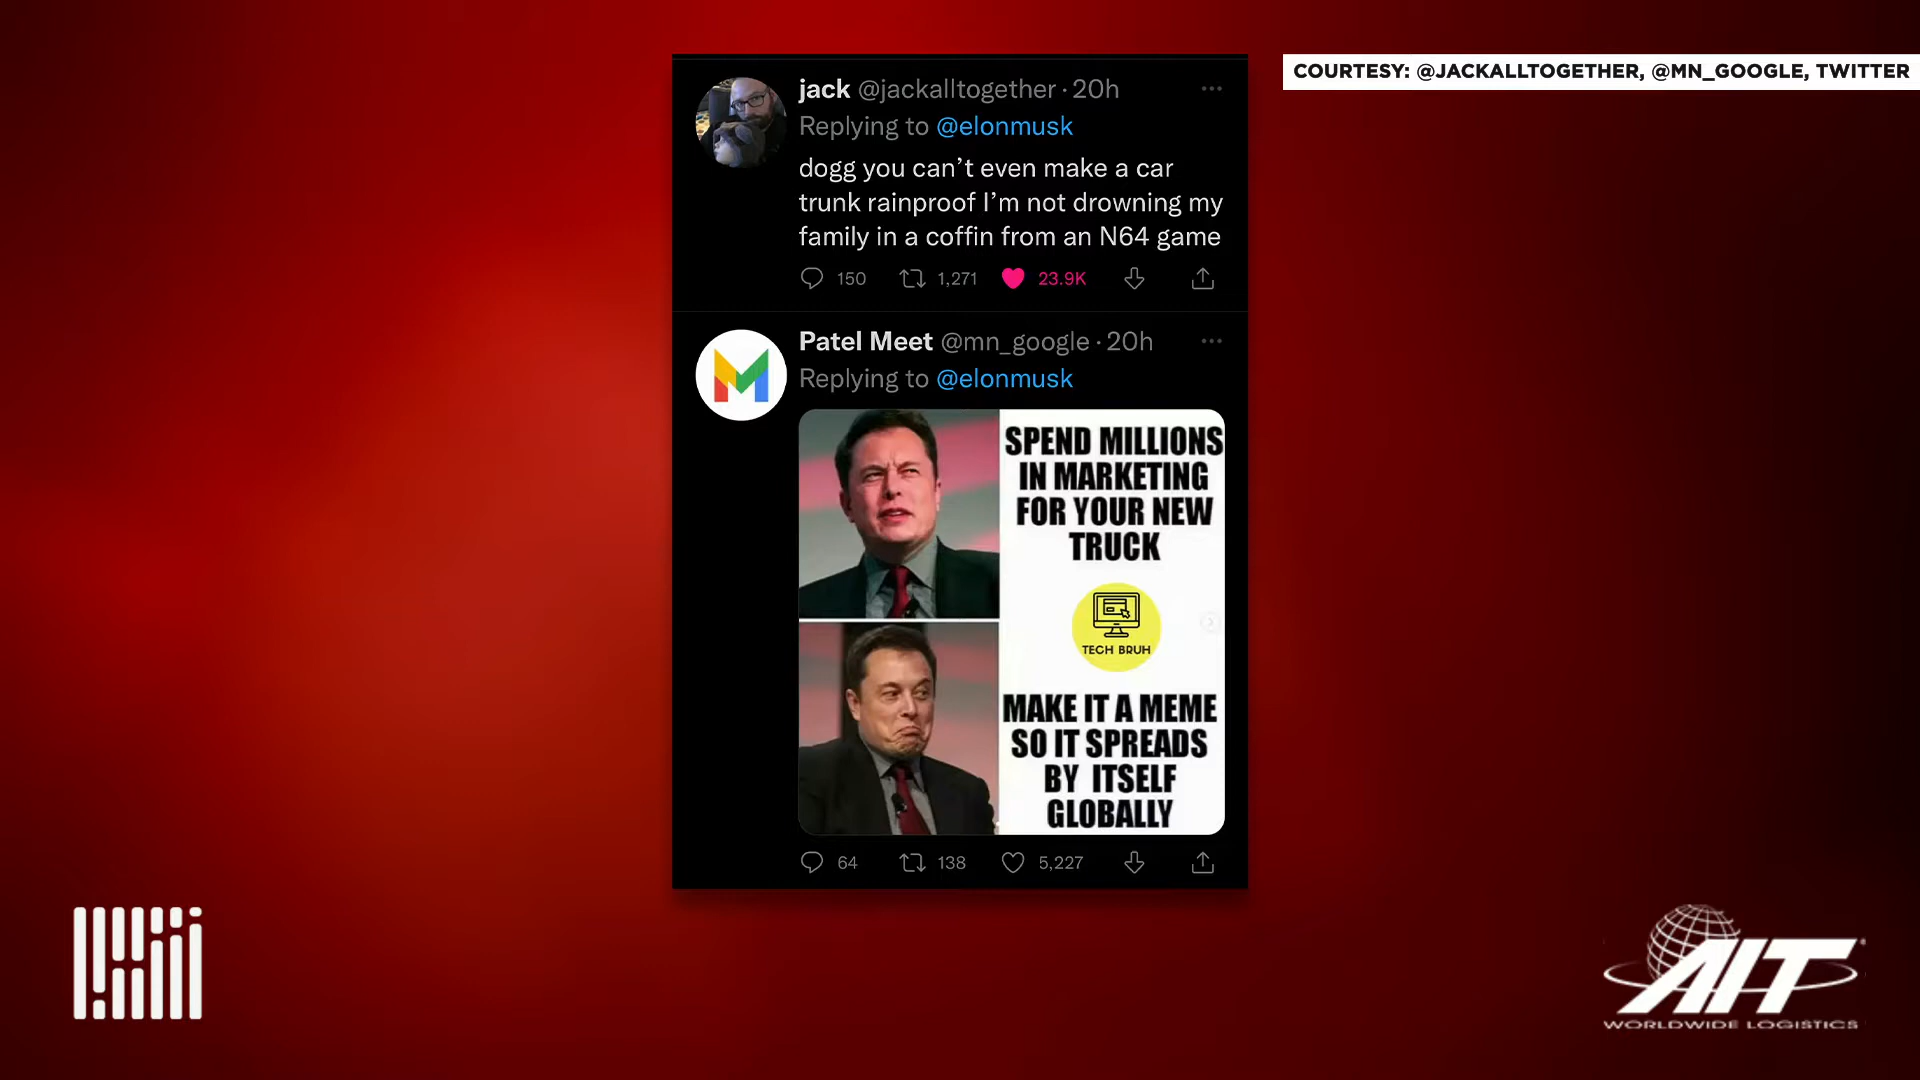 COURTESY: @JACKALLTOGETHER, @MN_GOOGLE, TWITTER
jack @jackalltogether · 20h
Replying to @elonmusk
dogg you can’t even make a car
trunk rainproof I’m not drowning my
family in a coffin from an N64 game
150 1,271 23.9K
Patel Meet @mn_google · 20h
Replying to @elonmusk
SPEND MILLIONS
IN MARKETING
FOR YOUR NEW
TRUCK
TECH BRUH
MAKE IT A MEME
SO IT SPREADS
BY ITSELF
GLOBALLY
64 138 5,227
AIT
WORLDWIDE LOGISTICS